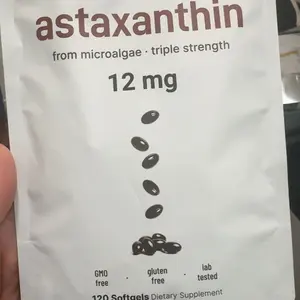 astaxanthin
from microalgae · triple strength
12 mg
GMO free · gluten free · lab tested
120 Softgels Dietary Supplement